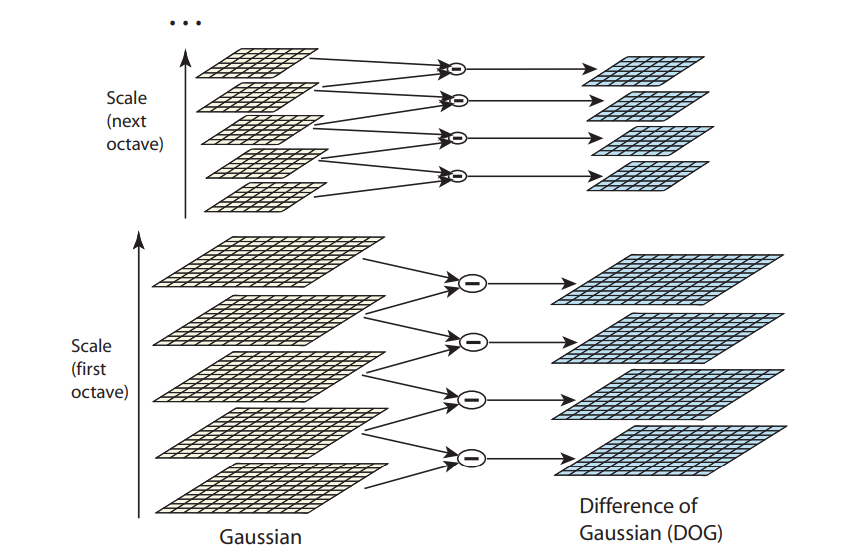 ...
Scale
(next
octave)
Scale
(first
octave)
Gaussian
Difference of
Gaussian (DOG)